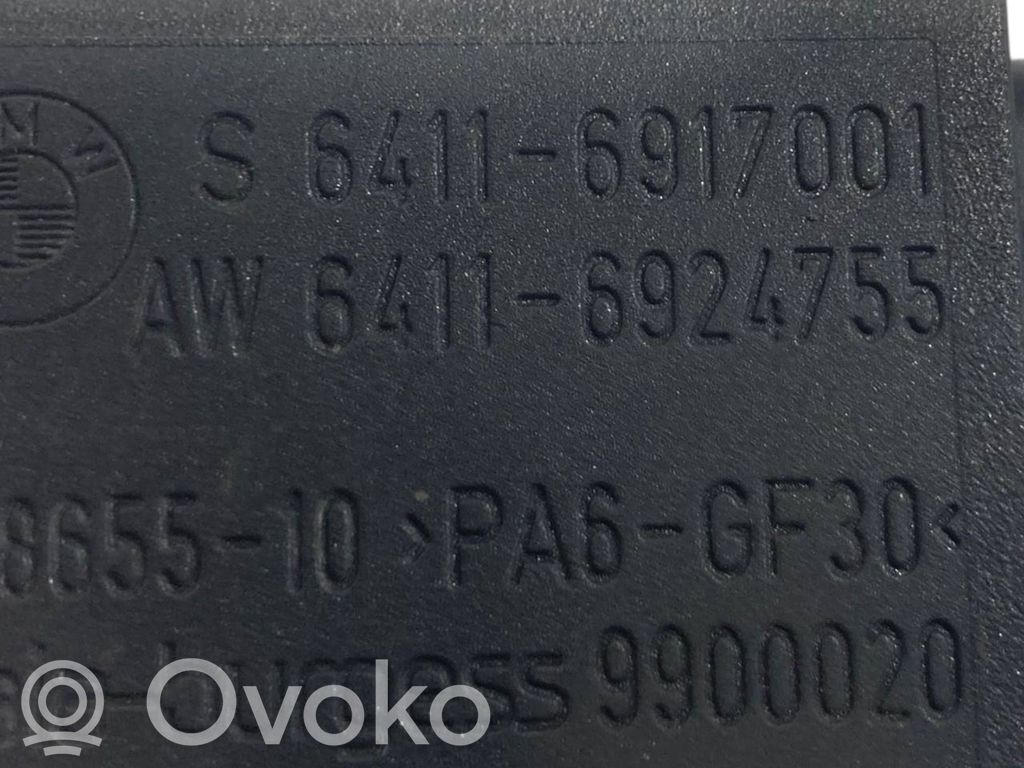 S 6411-6917001
AW 6411-6924755
8655-10 >PA6-GF30<
9900020
Ovoko